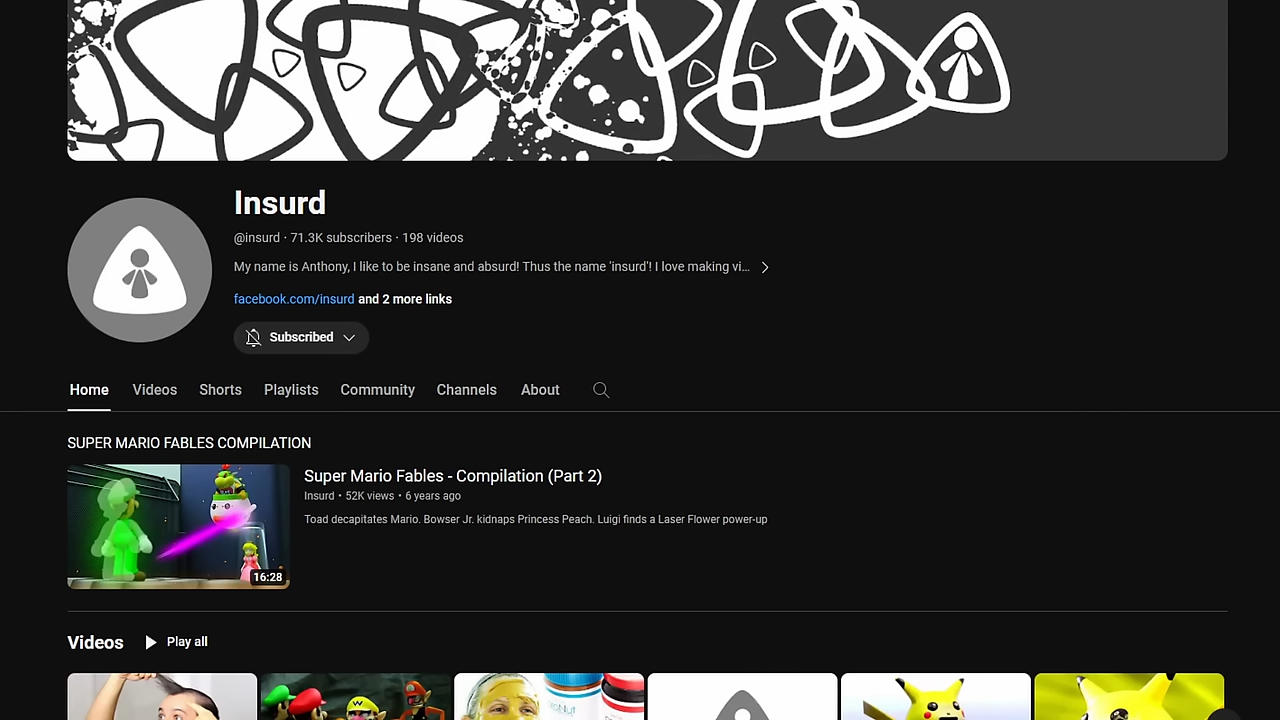 Insurd
@insurd · 71.3K subscribers · 198 videos
My name is Anthony, I like to be insane and absurd! Thus the name 'insurd'! I love making vi...
facebook.com/insurd and 2 more links
Subscribed
Home Videos Shorts Playlists Community Channels About
SUPER MARIO FABLES COMPILATION
Super Mario Fables - Compilation (Part 2)
Insurd • 52K views • 6 years ago
Toad decapitates Mario. Bowser Jr. kidnaps Princess Peach. Luigi finds a Laser Flower power-up
16:28
Videos Play all